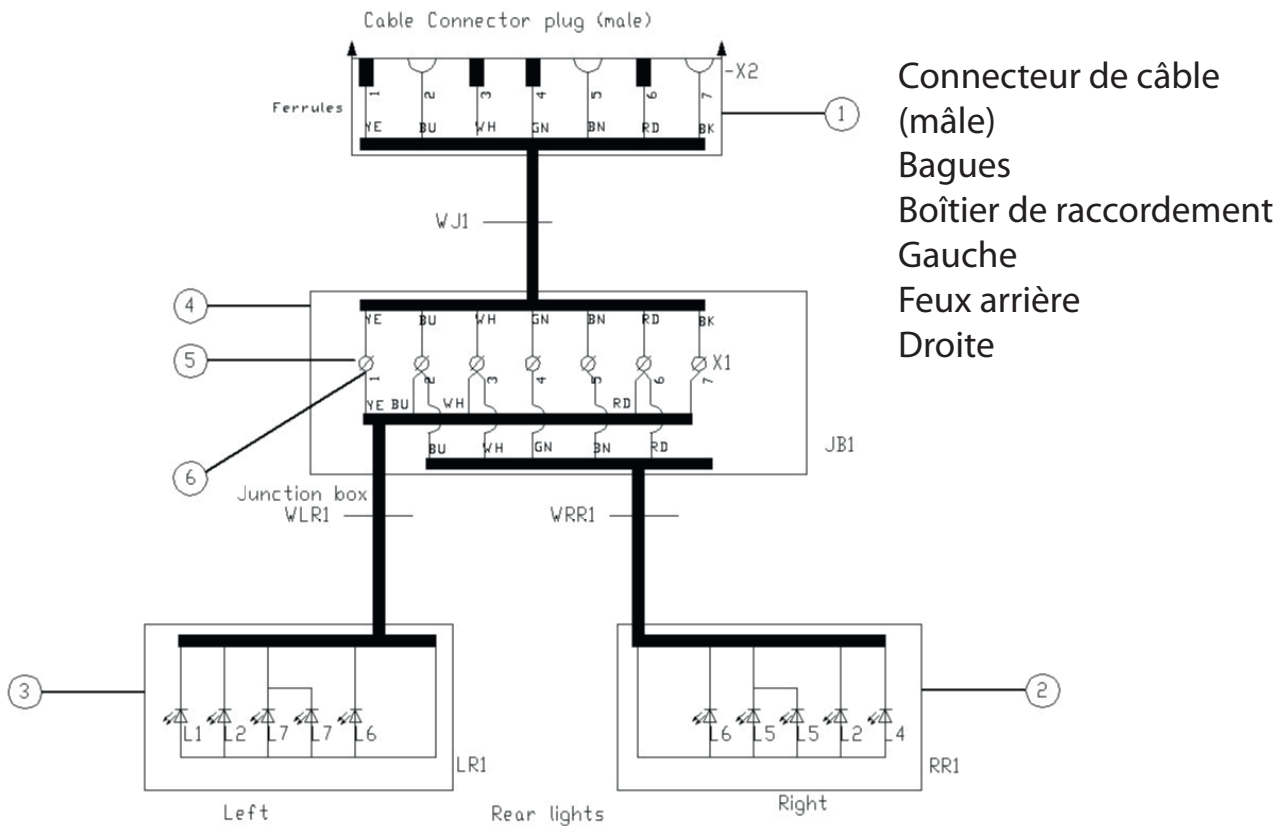 Cable Connector plug (male)
-X2
Ferrules
1 2 3 4 5 6 7
YE BU WH GN BN RD BK
1
Connecteur de câble
(mâle)
Bagues
Boîtier de raccordement
Gauche
Feux arrière
Droite
WJ1
4
YE BU WH GN BN RD BK
5
X1
1 2 3 4 5 6 7
YE BU WH RD
BU WH GN BN RD
JB1
6
Junction box
WLR1 WRR1
3
2
L1 L2 L7 L7 L6
L6 L5 L5 L2 L4
LR1
RR1
Left
Rear lights
Right